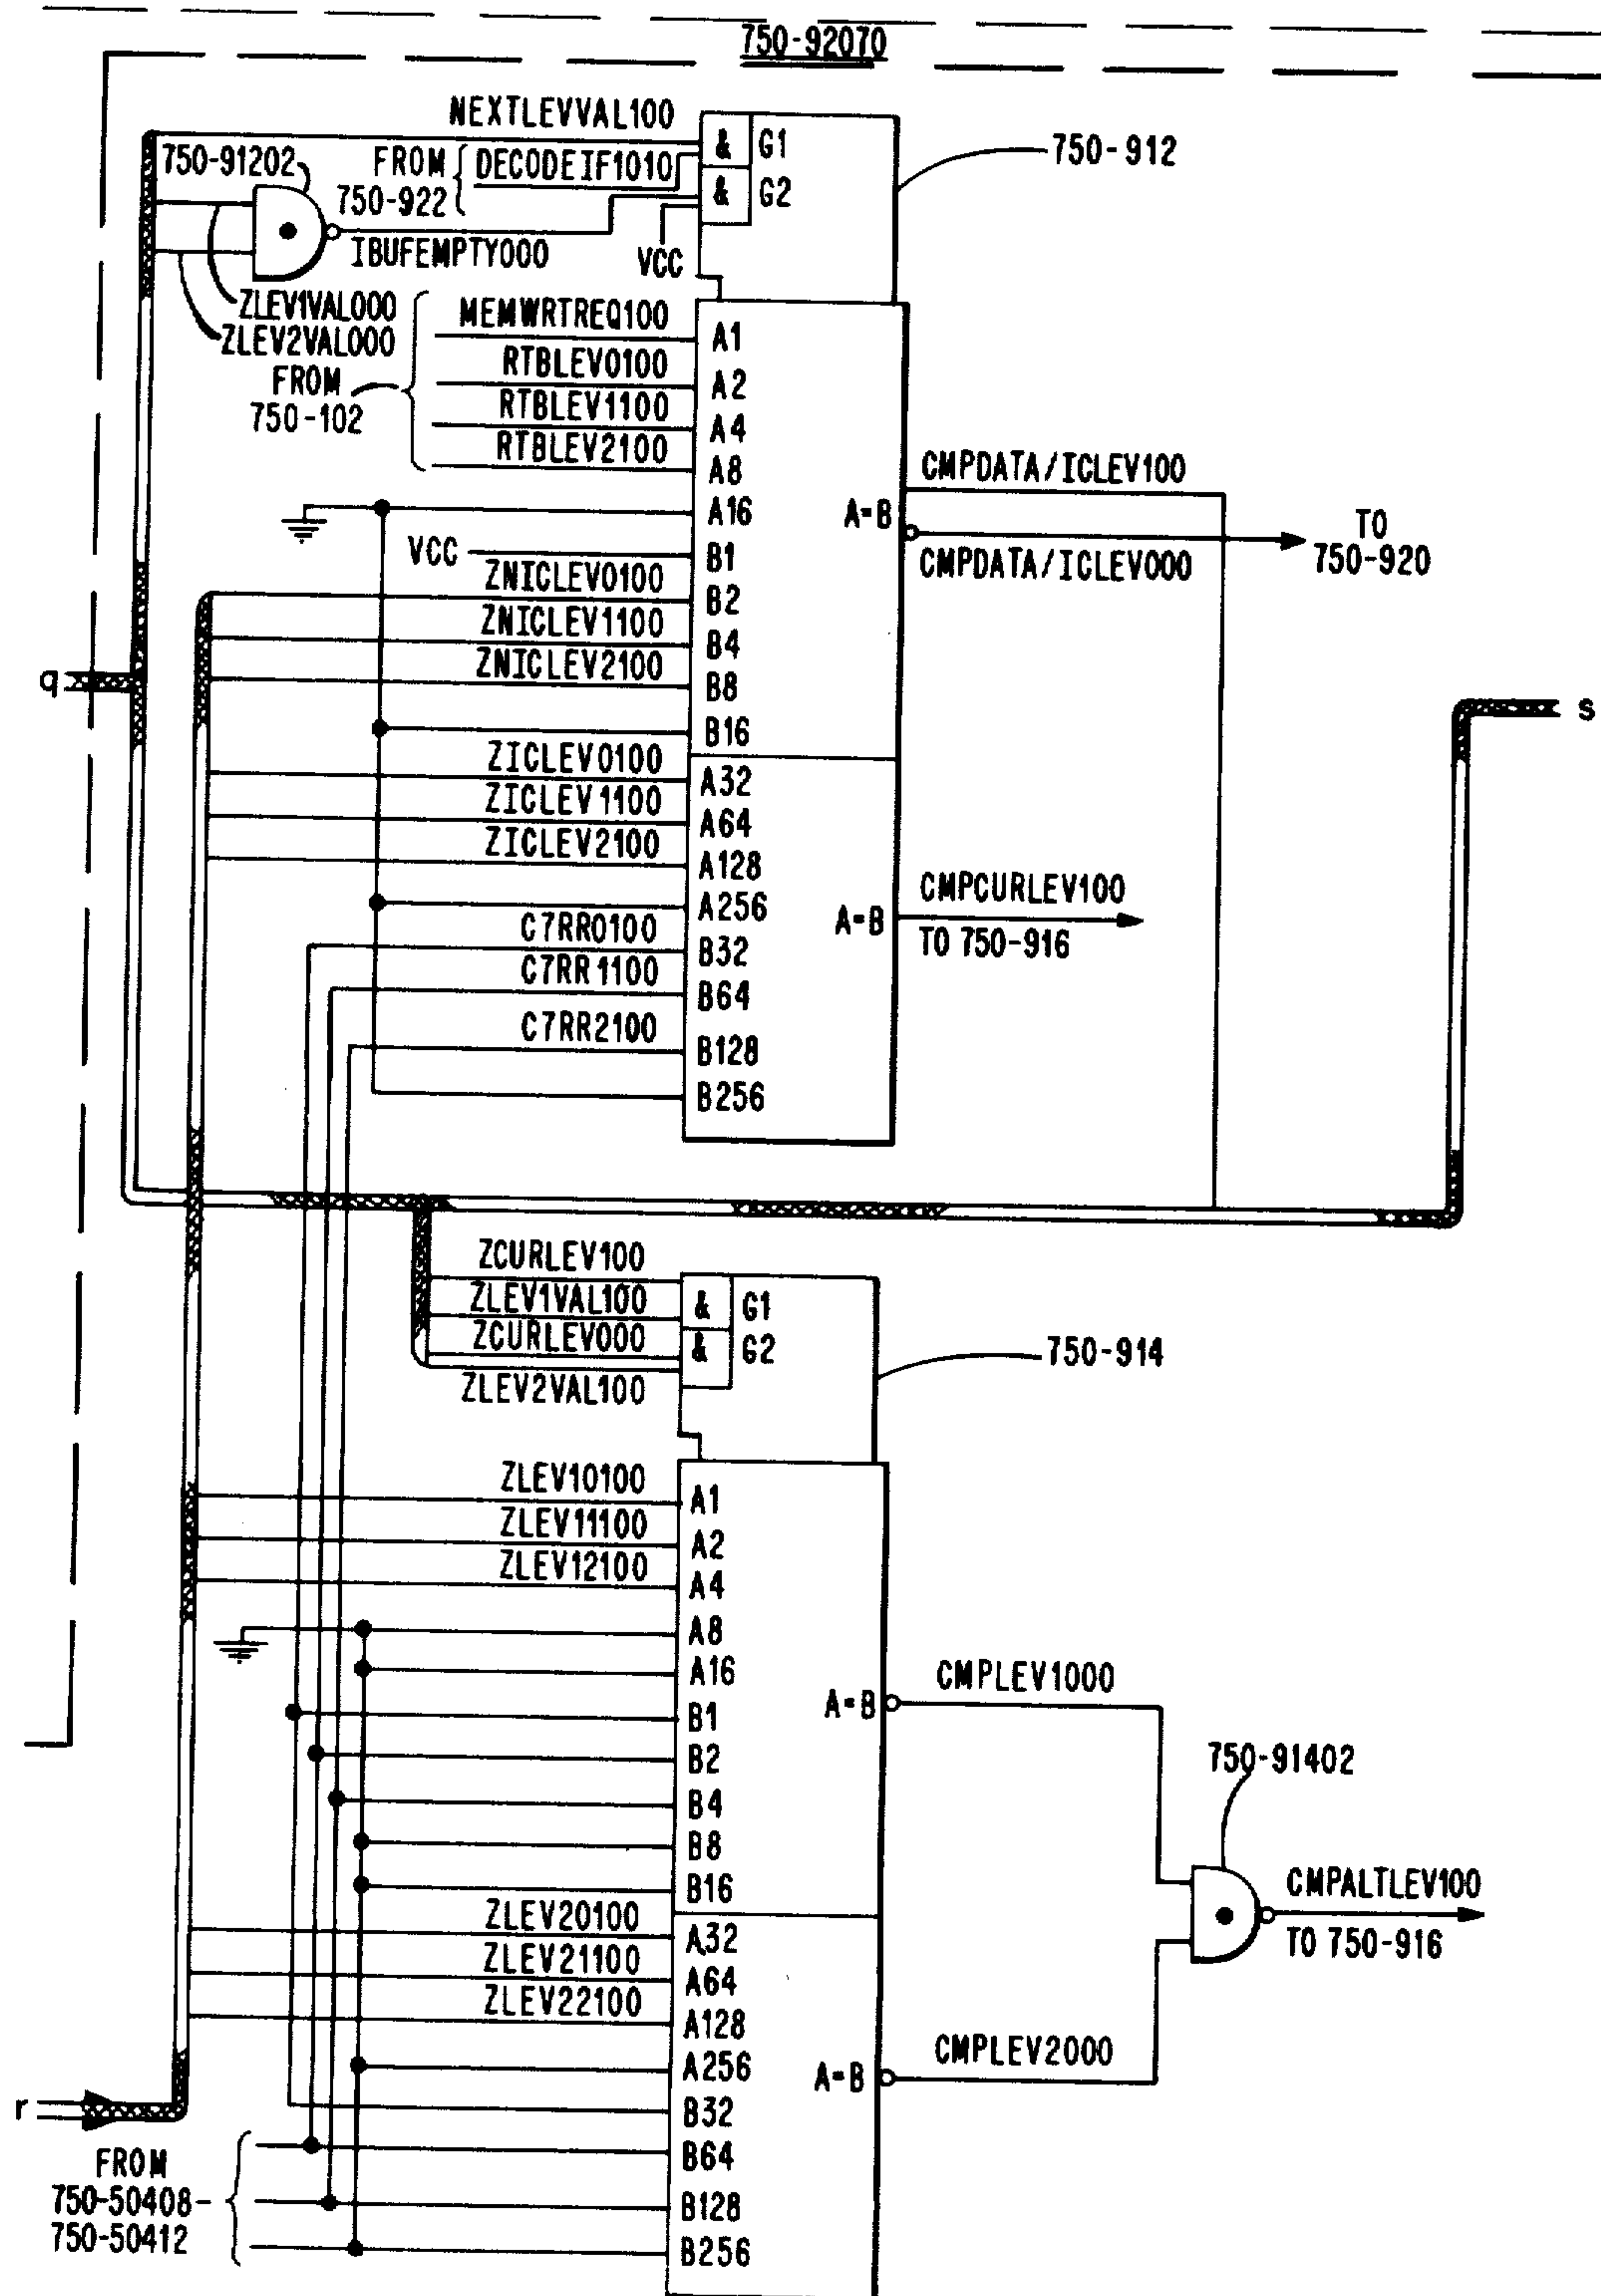 750-92070
NEXTLEVVAL100
&
G1
750-912
750-91202
FROM
750-922
DECODEIF1010
&
G2
IBUFEMPTY000
VCC
ZLEV1VAL000
ZLEV2VAL000
FROM
750-102
MEMWRTREQ100
A1
RTBLEV0100
A2
RTBLEV1100
A4
RTBLEV2100
A8
A16
VCC
B1
ZNICLEV0100
B2
ZNICLEV1100
B4
ZNICLEV2100
B8
B16
A=B
CMPDATA/ICLEV100
CMPDATA/ICLEV000
TO
750-920
q
s
ZICLEV0100
A32
ZICLEV1100
A64
ZICLEV2100
A128
A256
C7RR0100
B32
C7RR1100
B64
C7RR2100
B128
B256
A=B
CMPCURLEV100
TO 750-916
ZCURLEV100
ZLEV1VAL100
&
G1
ZCURLEV000
&
G2
ZLEV2VAL100
750-914
ZLEV10100
A1
ZLEV11100
A2
ZLEV12100
A4
A8
A16
B1
B2
B4
B8
B16
A=B
CMPLEV1000
750-91402
CMPALTLEV100
TO 750-916
ZLEV20100
A32
ZLEV21100
A64
ZLEV22100
A128
A256
B32
B64
B128
B256
A=B
CMPLEV2000
r
FROM
750-50408-
750-50412